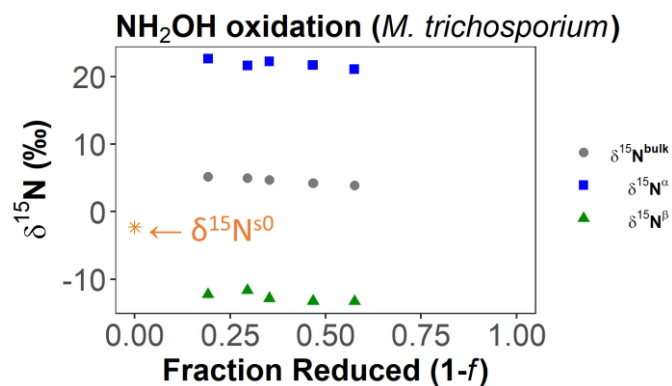 NH₂OH oxidation (M. trichosporium)
δ¹⁵N (‰)
20
10
0
-10
← δ¹⁵Nˢ⁰
δ¹⁵Nᵇᵘˡᵏ
δ¹⁵Nᵅ
δ¹⁵Nᵝ
0.00 0.25 0.50 0.75 1.00
Fraction Reduced (1-f)